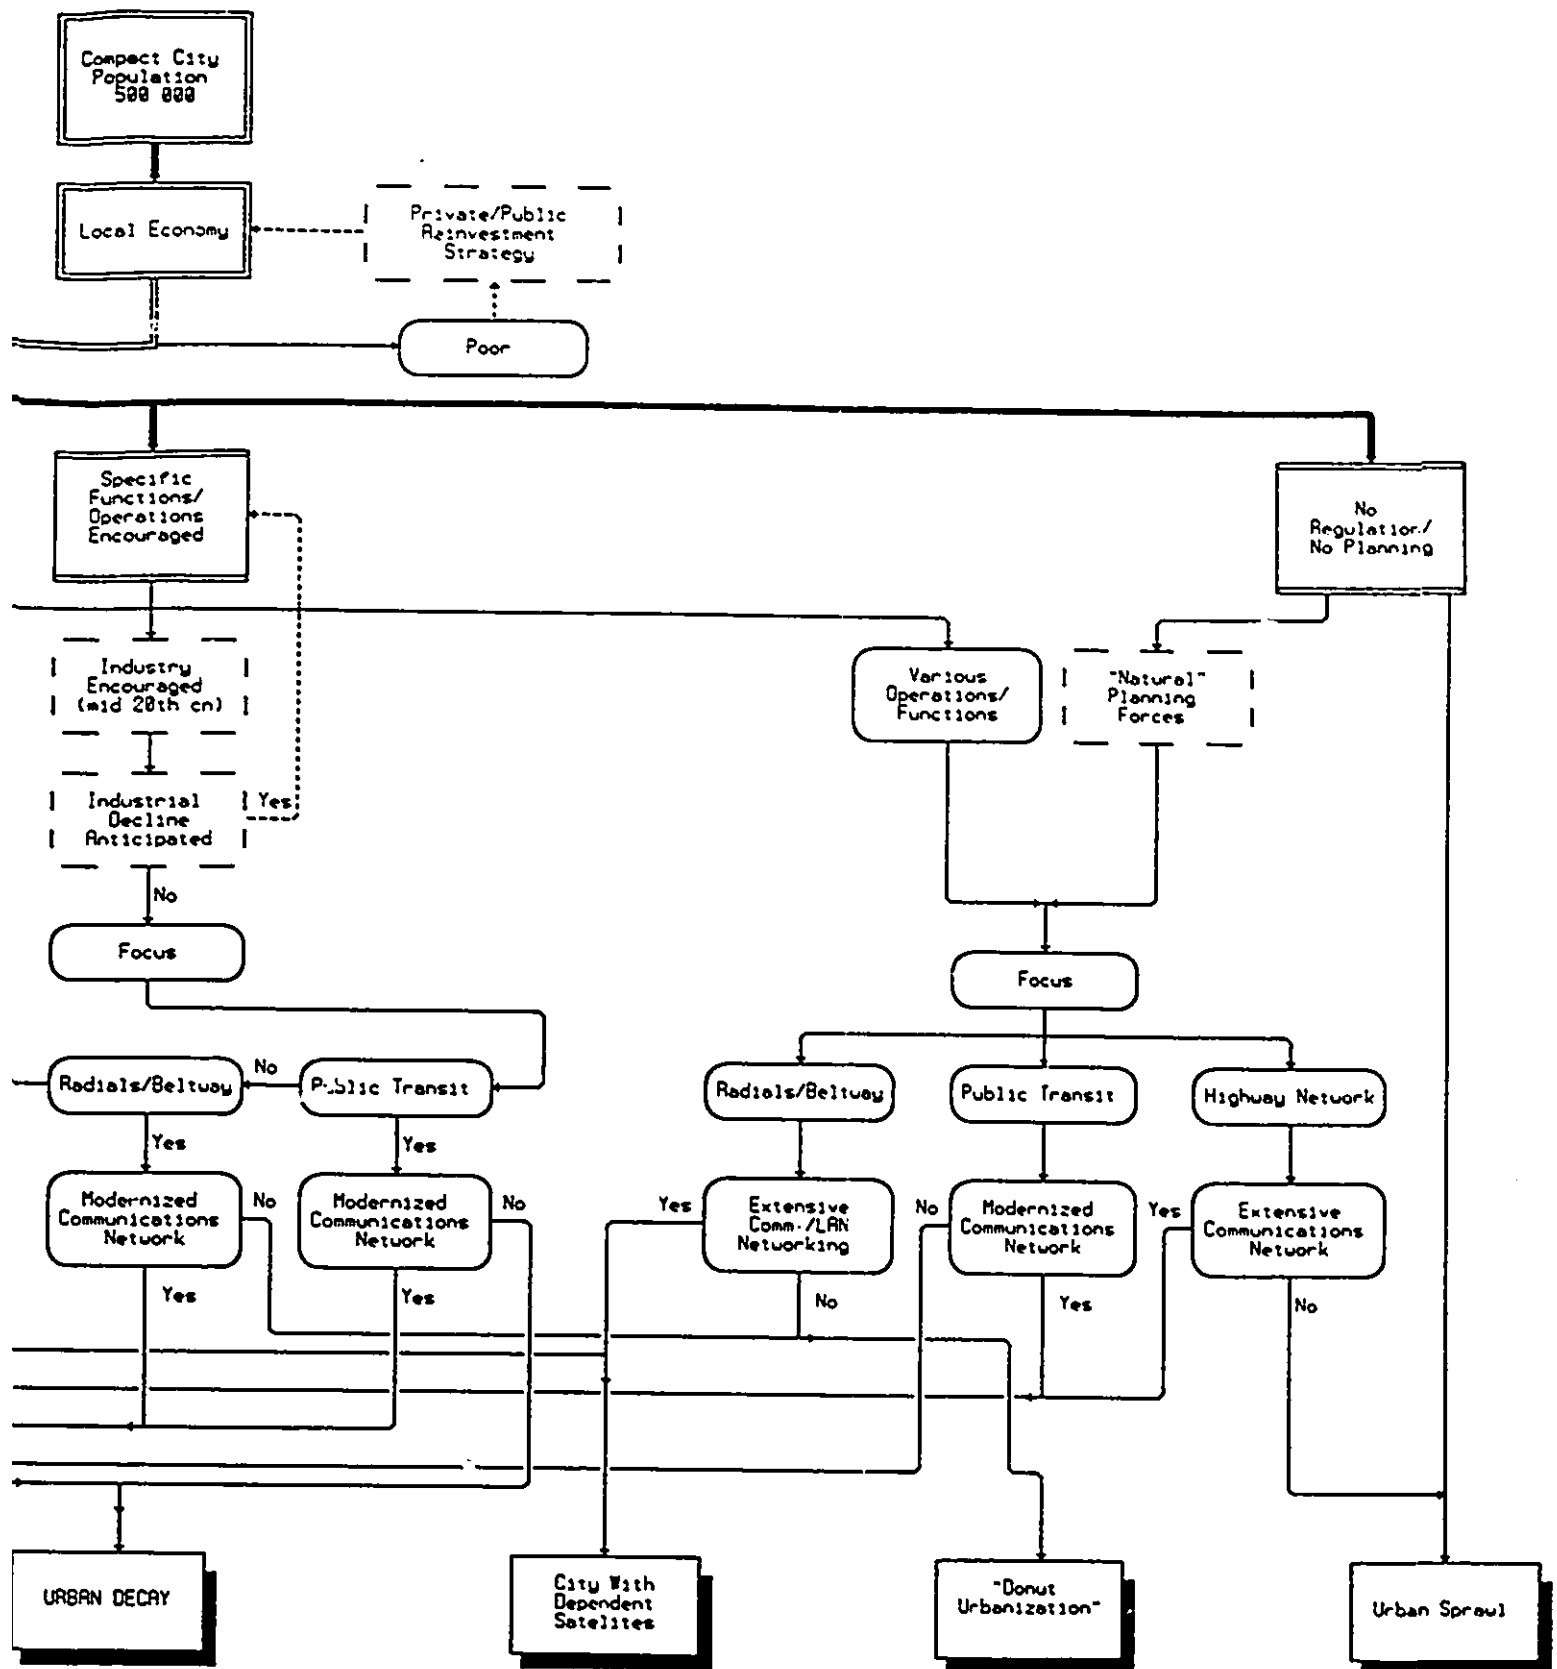 Compact City
Population
500 000
Local Economy
Private/Public
Reinvestment
Strategy
Poor
Specific
Functions/
Operations
Encouraged
No
Regulation/
No Planning
Industry
Encouraged
(mid 20th cn)
Various
Operations/
Functions
"Natural"
Planning
Forces
Industrial
Decline
Anticipated
Yes
No
Focus
Focus
Radials/Beltway
No
Public Transit
Radials/Beltway
Public Transit
Highway Network
Yes
Yes
Modernized
Communications
Network
No
Modernized
Communications
Network
No
Yes
Extensive
Comm./LAN
Networking
No
Modernized
Communications
Network
Yes
Extensive
Communications
Network
Yes
Yes
No
Yes
No
URBAN DECAY
City With
Dependent
Satelites
"Donut
Urbanization"
Urban Sprawl